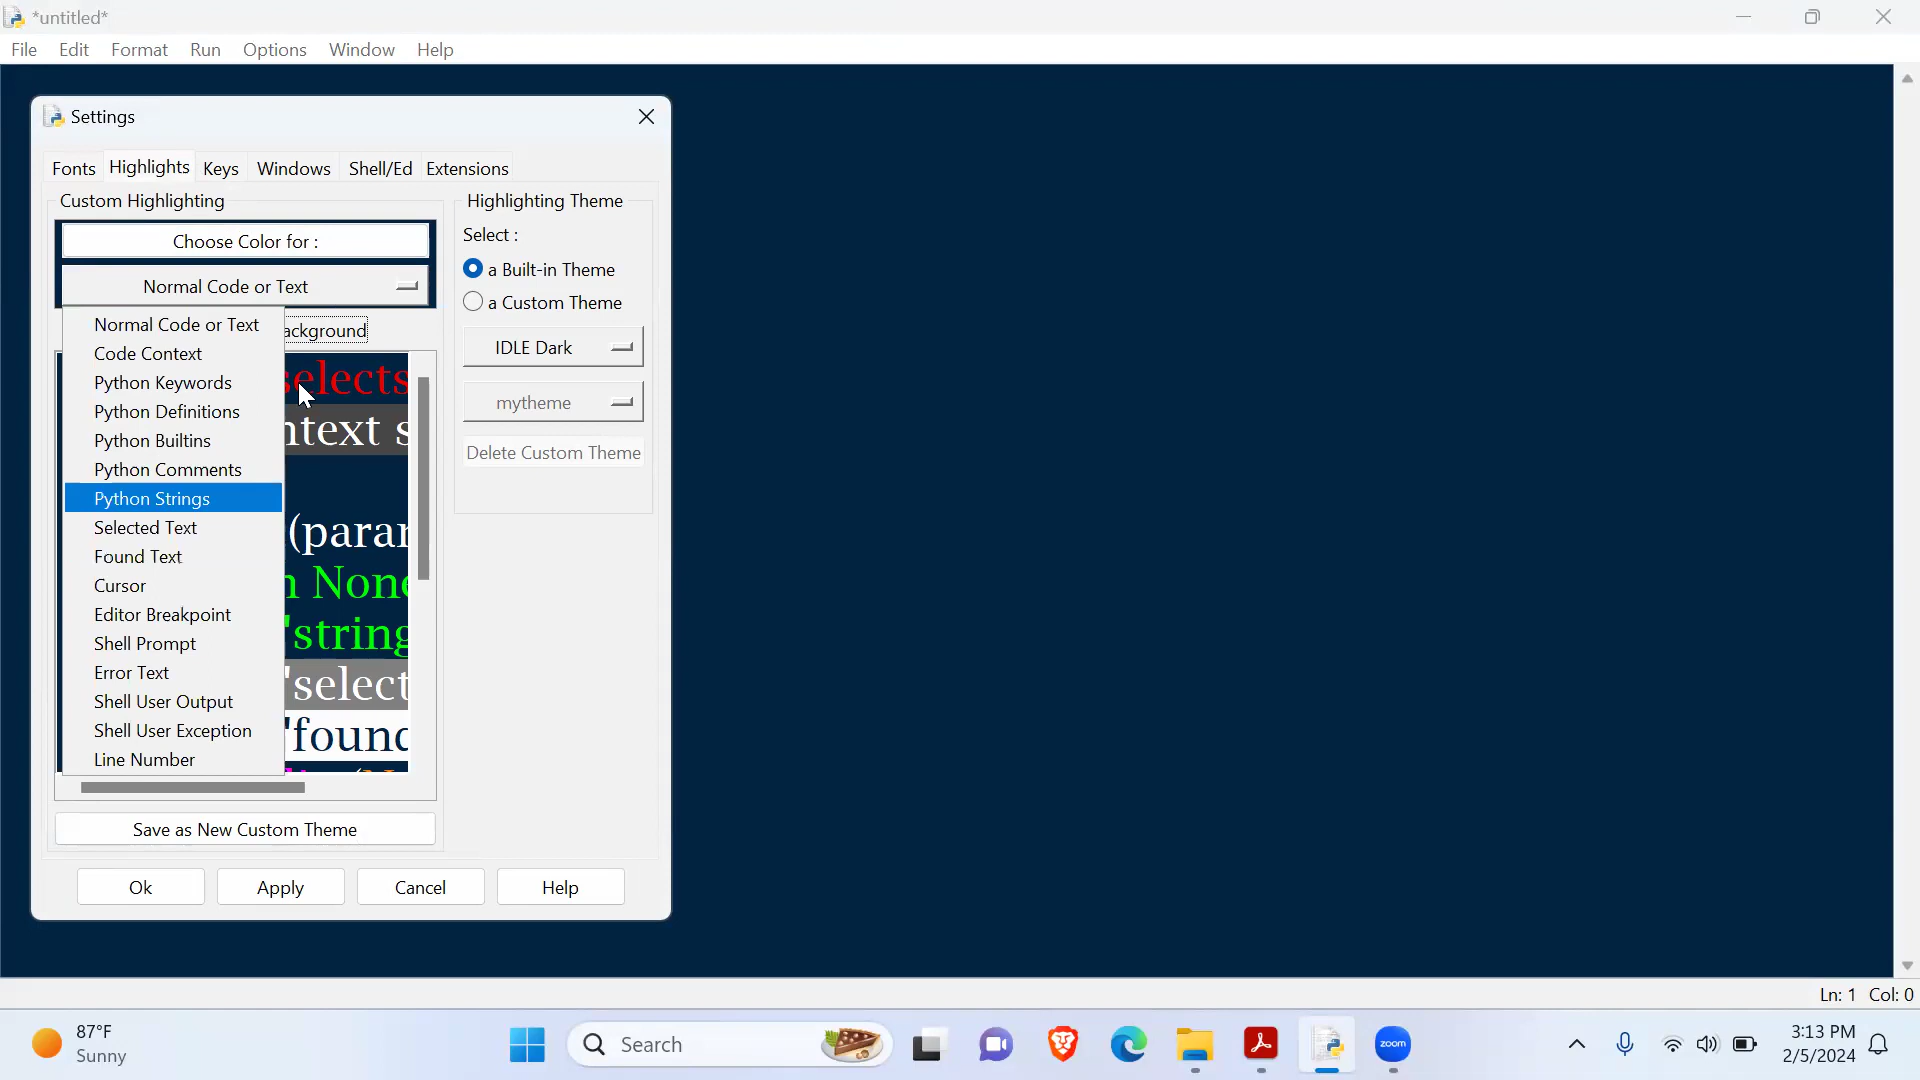 *untitled*
File Edit Format Run Options Window Help
Settings
Fonts Highlights Keys Windows Shell/Ed Extensions
Custom Highlighting
Choose Color for :
Normal Code or Text
Normal Code or Text
Code Context
Python Keywords
Python Definitions
Python Builtins
Python Comments
Python Strings
Selected Text
Found Text
Cursor
Editor Breakpoint
Shell Prompt
Error Text
Shell User Output
Shell User Exception
Line Number
ackground
selects
ntext s
(parar
n None
'string
'select
'found
Save as New Custom Theme
Highlighting Theme
Select :
a Built-in Theme
a Custom Theme
IDLE Dark
mytheme
Delete Custom Theme
Ok Apply Cancel Help
Ln: 1 Col: 0
87°F
Sunny
Search
zoom
3:13 PM
2/5/2024